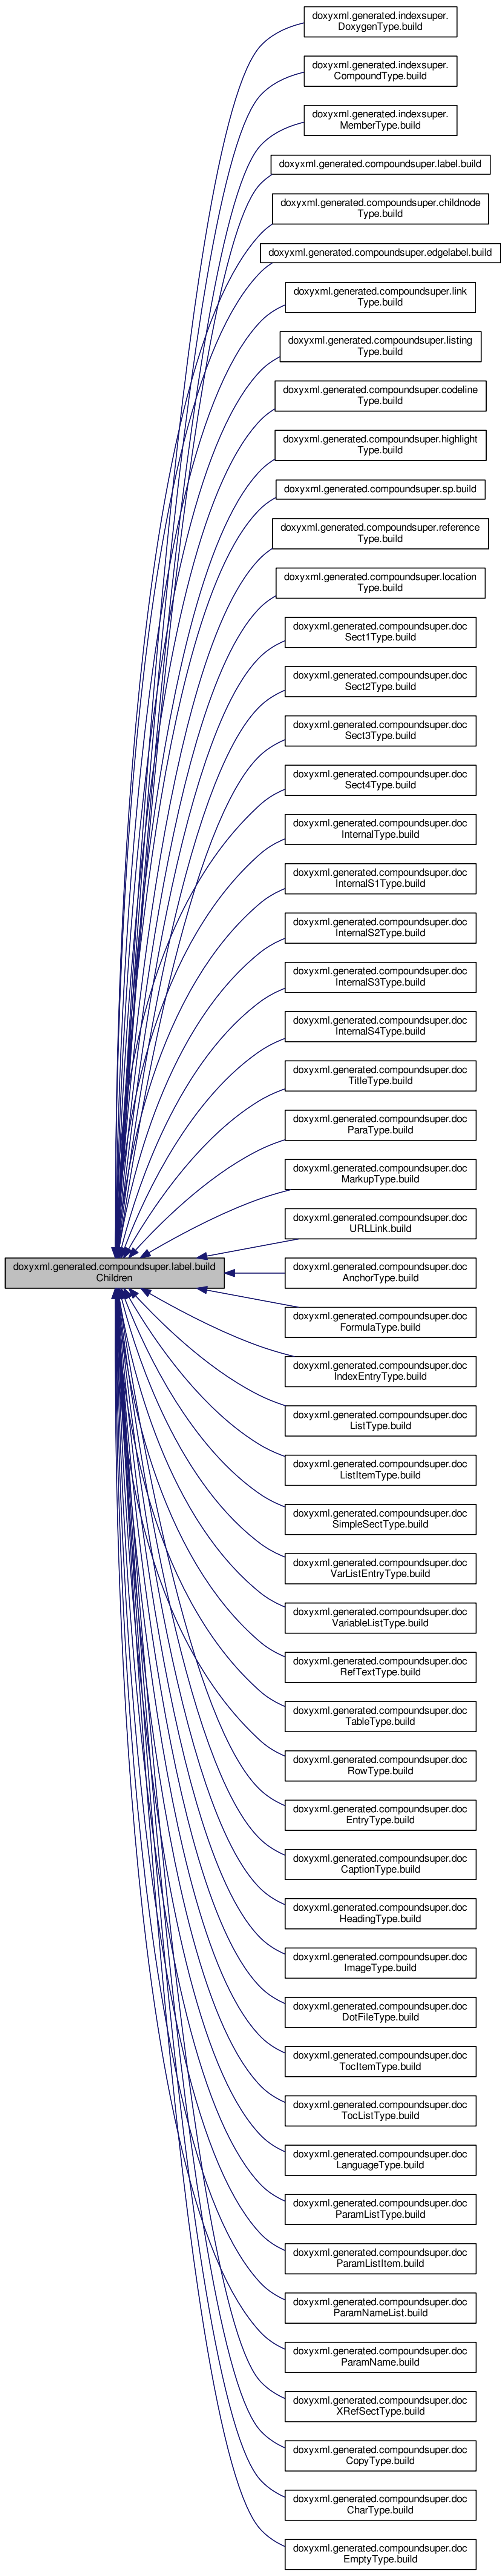 doxyxml.generated.indexsuper.
DoxygenType.build
doxyxml.generated.indexsuper.
CompoundType.build
doxyxml.generated.indexsuper.
MemberType.build
doxyxml.generated.compoundsuper.label.build
doxyxml.generated.compoundsuper.childnode
Type.build
doxyxml.generated.compoundsuper.edgelabel.build
doxyxml.generated.compoundsuper.link
Type.build
doxyxml.generated.compoundsuper.listing
Type.build
doxyxml.generated.compoundsuper.codeline
Type.build
doxyxml.generated.compoundsuper.highlight
Type.build
doxyxml.generated.compoundsuper.sp.build
doxyxml.generated.compoundsuper.reference
Type.build
doxyxml.generated.compoundsuper.location
Type.build
doxyxml.generated.compoundsuper.doc
Sect1Type.build
doxyxml.generated.compoundsuper.doc
Sect2Type.build
doxyxml.generated.compoundsuper.doc
Sect3Type.build
doxyxml.generated.compoundsuper.doc
Sect4Type.build
doxyxml.generated.compoundsuper.doc
InternalType.build
doxyxml.generated.compoundsuper.doc
InternalS1Type.build
doxyxml.generated.compoundsuper.doc
InternalS2Type.build
doxyxml.generated.compoundsuper.doc
InternalS3Type.build
doxyxml.generated.compoundsuper.doc
InternalS4Type.build
doxyxml.generated.compoundsuper.doc
TitleType.build
doxyxml.generated.compoundsuper.doc
ParaType.build
doxyxml.generated.compoundsuper.doc
MarkupType.build
doxyxml.generated.compoundsuper.doc
URLLink.build
doxyxml.generated.compoundsuper.label.build
Children
doxyxml.generated.compoundsuper.doc
AnchorType.build
doxyxml.generated.compoundsuper.doc
FormulaType.build
doxyxml.generated.compoundsuper.doc
IndexEntryType.build
doxyxml.generated.compoundsuper.doc
ListType.build
doxyxml.generated.compoundsuper.doc
ListItemType.build
doxyxml.generated.compoundsuper.doc
SimpleSectType.build
doxyxml.generated.compoundsuper.doc
VarListEntryType.build
doxyxml.generated.compoundsuper.doc
VariableListType.build
doxyxml.generated.compoundsuper.doc
RefTextType.build
doxyxml.generated.compoundsuper.doc
TableType.build
doxyxml.generated.compoundsuper.doc
RowType.build
doxyxml.generated.compoundsuper.doc
EntryType.build
doxyxml.generated.compoundsuper.doc
CaptionType.build
doxyxml.generated.compoundsuper.doc
HeadingType.build
doxyxml.generated.compoundsuper.doc
ImageType.build
doxyxml.generated.compoundsuper.doc
DotFileType.build
doxyxml.generated.compoundsuper.doc
TocItemType.build
doxyxml.generated.compoundsuper.doc
TocListType.build
doxyxml.generated.compoundsuper.doc
LanguageType.build
doxyxml.generated.compoundsuper.doc
ParamListType.build
doxyxml.generated.compoundsuper.doc
ParamListItem.build
doxyxml.generated.compoundsuper.doc
ParamNameList.build
doxyxml.generated.compoundsuper.doc
ParamName.build
doxyxml.generated.compoundsuper.doc
XRefSectType.build
doxyxml.generated.compoundsuper.doc
CopyType.build
doxyxml.generated.compoundsuper.doc
CharType.build
doxyxml.generated.compoundsuper.doc
EmptyType.build